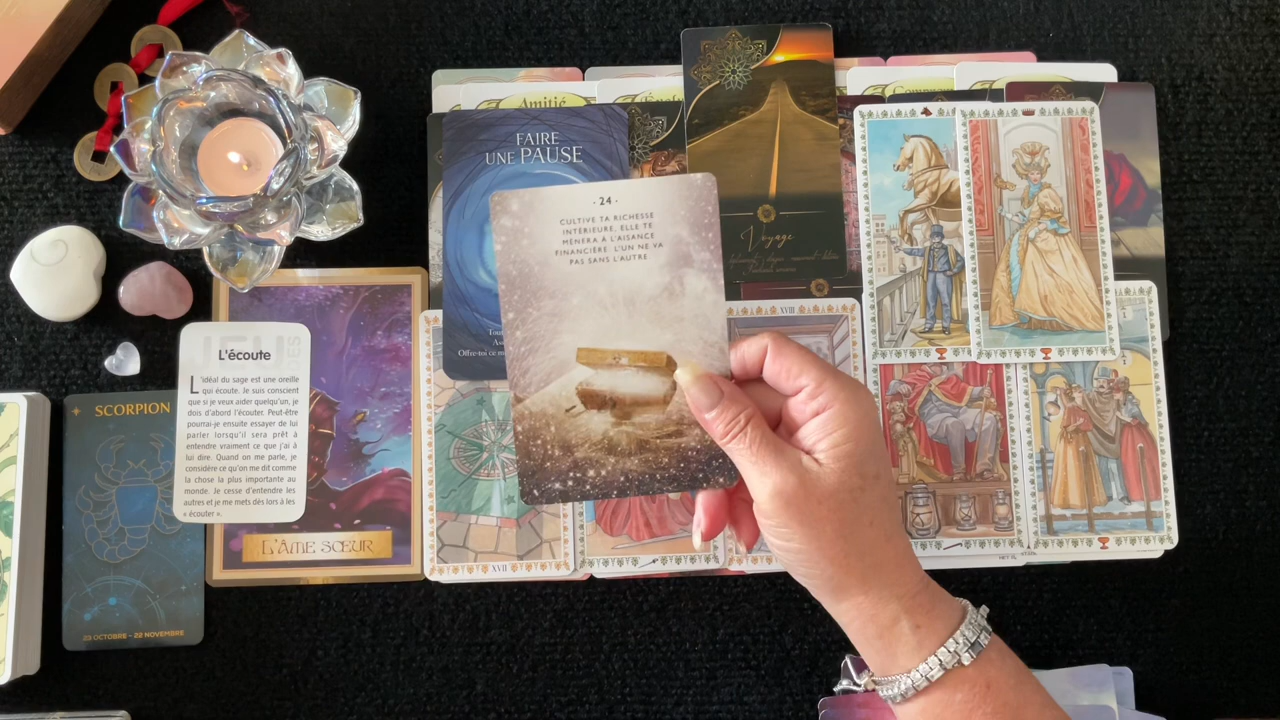 Amitié
FAIRE
UNE PAUSE
· 24 ·
CULTIVE TA RICHESSE
INTÉRIEURE, ELLE TE
MÈNERA À L'AISANCE
FINANCIÈRE. L'UN NE VA
PAS SANS L'AUTRE
Voyage
XVIII
L'écoute
L'idéal du sage est une oreille
qui écoute. Je suis conscient
que si je veux aider quelqu'un, je
dois d'abord l'écouter. Peut-être
pourrai-je ensuite essayer de lui
parler lorsqu'il sera prêt à
entendre vraiment ce que j'ai à
lui dire. Quand on me parle, je
considère ce qu'on me dit comme
la chose la plus importante au
monde. Je cesse d'entendre les
autres et je me mets dès lors à les
« écouter ».
SCORPION
23 OCTOBRE – 22 NOVEMBRE
L'ÂME SŒUR
XVII